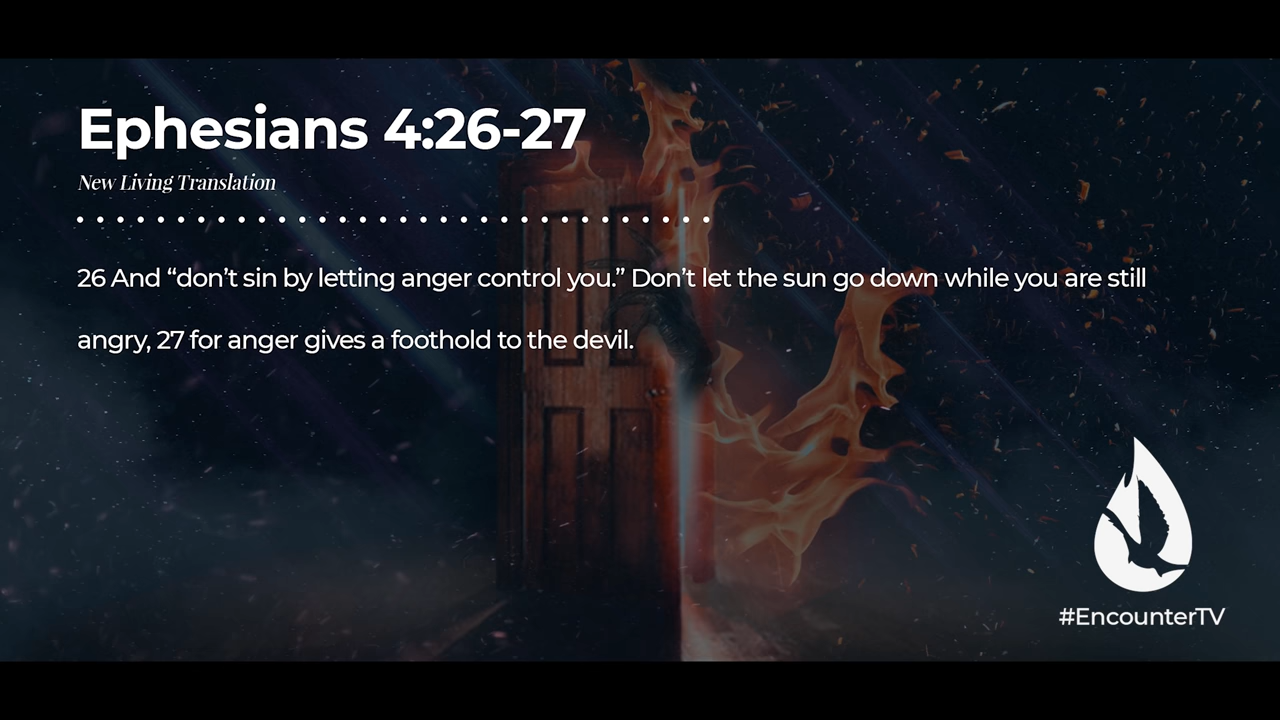 Ephesians 4:26-27
New Living Translation
26 And “don’t sin by letting anger control you.” Don’t let the sun go down while you are still
angry, 27 for anger gives a foothold to the devil.
#EncounterTV